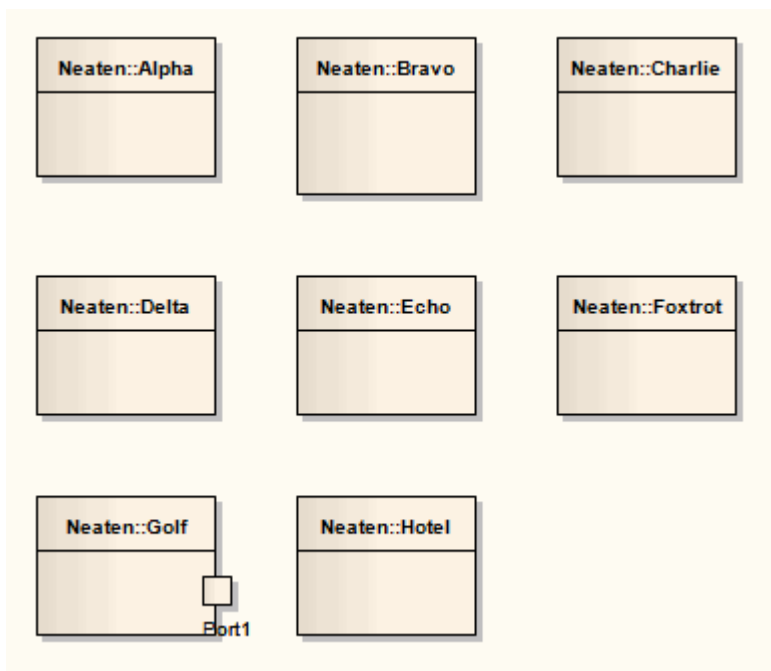 Neaten::Alpha
Neaten::Bravo
Neaten::Charlie
Neaten::Delta
Neaten::Echo
Neaten::Foxtrot
Neaten::Golf
Neaten::Hotel
Port1